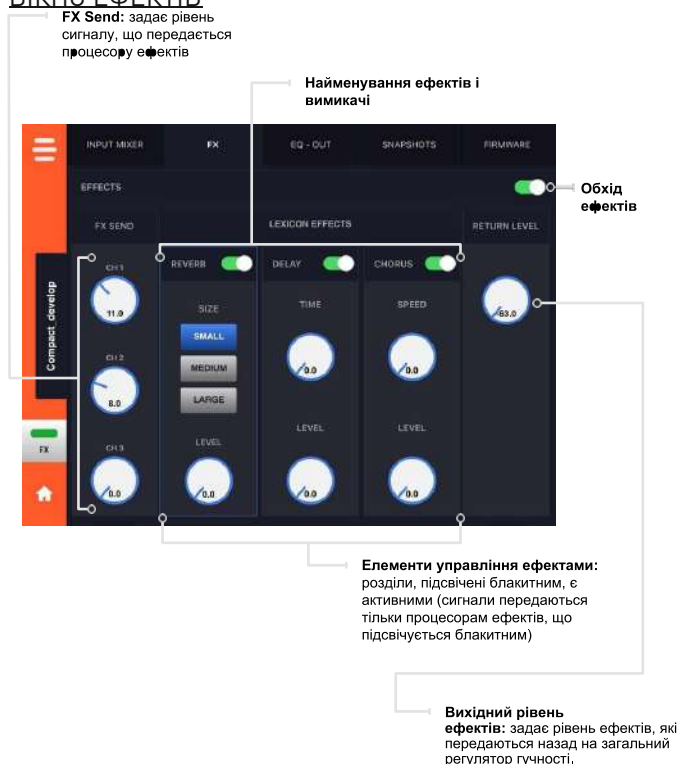 ВІКНО ЕФЕКТІВ
FX Send: задає рівень
сигналу, що передається
процесору ефектів
Найменування ефектів і
вимикачі
INPUT MIXER
FX
EQ - OUT
SNAPSHOTS
FIRMWARE
EFFECTS
Обхід
ефектів
FX SEND
LEXICON EFFECTS
RETURN LEVEL
CH 1
REVERB
DELAY
CHORUS
11.0
SIZE
TIME
SPEED
-83.0
Compact_develop
SMALL
CH 2
MEDIUM
0.0
0.0
8.0
LARGE
FX
CH 3
LEVEL
LEVEL
LEVEL
0.0
0.0
0.0
0.0
Елементи управління ефектами:
розділи, підсвічені блакитним, є
активними (сигнали передаються
тільки процесорам ефектів, що
підсвічується блакитним)
Вихідний рівень
ефектів: задає рівень ефектів, які
передаються назад на загальний
регулятор гучності.